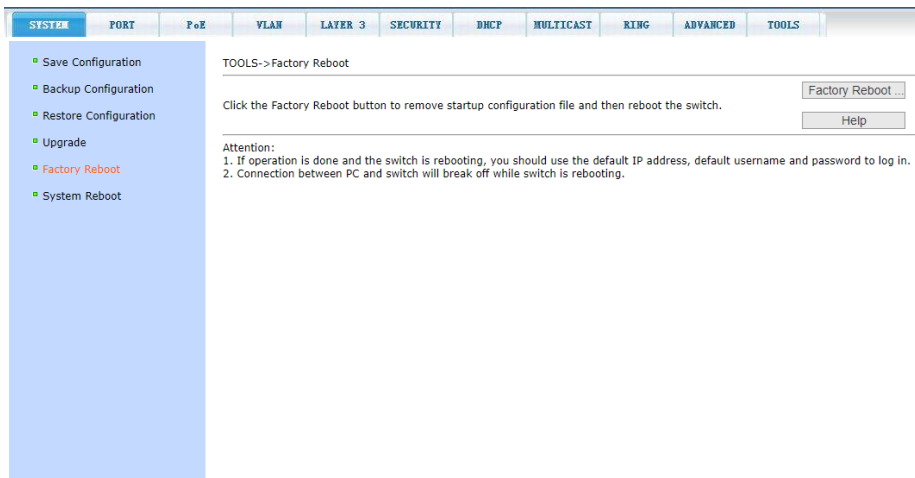 SYSTEM PORT PoE VLAN LAYER 3 SECURITY DHCP MULTICAST RING ADVANCED TOOLS
Save Configuration
Backup Configuration
Restore Configuration
Upgrade
Factory Reboot
System Reboot
TOOLS->Factory Reboot
Click the Factory Reboot button to remove startup configuration file and then reboot the switch.
Factory Reboot ...
Help
Attention:
1. If operation is done and the switch is rebooting, you should use the default IP address, default username and password to log in.
2. Connection between PC and switch will break off while switch is rebooting.